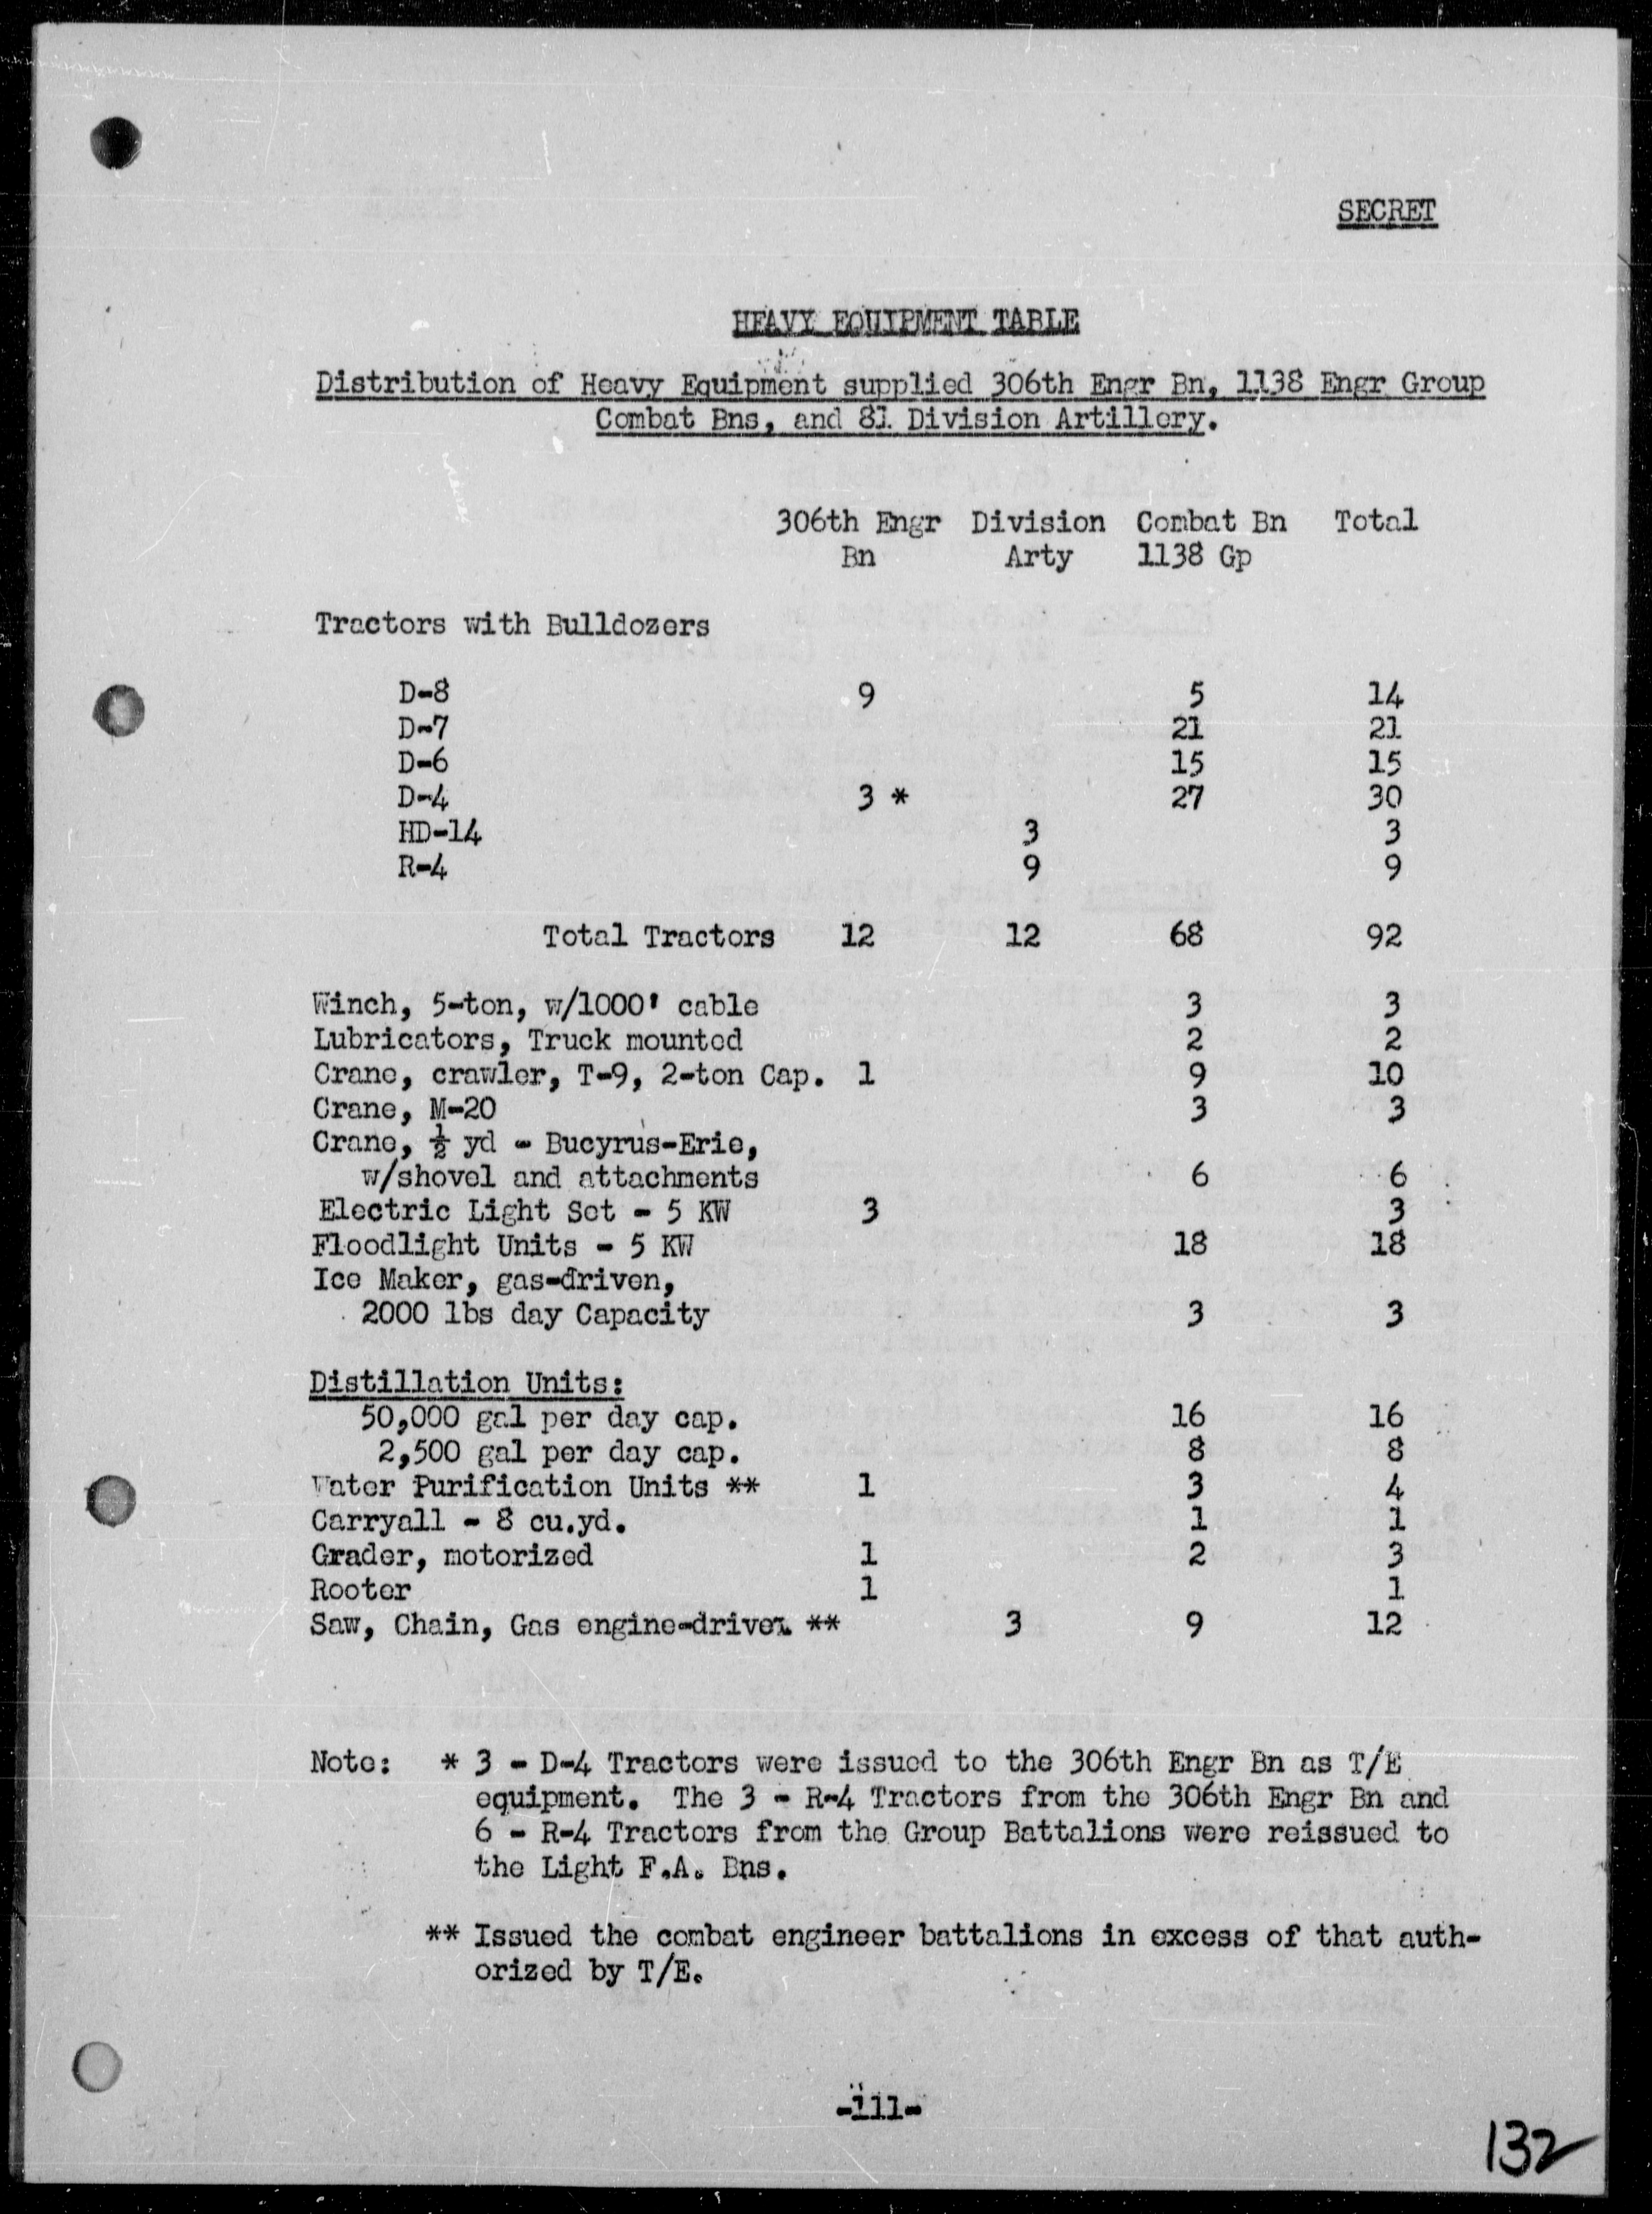 SECRET
HEAVY EQUIPMENT TABLE
Distribution of Heavy Equipment supplied 306th Engr Bn, 1138 Engr Group
Combat Bns, and 81 Division Artillery.
306th Engr Division Combat Bn Total
Bn Arty 1138 Gp
Tractors with Bulldozers
D-8 9 5 14
D-7 21 21
D-6 15 15
D-4 3 * 27 30
HD-14 3 3
R-4 9 9
Total Tractors 12 12 68 92
Winch, 5-ton, w/1000' cable 3 3
Lubricators, Truck mounted 2 2
Crane, crawler, T-9, 2-ton Cap. 1 9 10
Crane, M-20 3 3
Crane, ½ yd - Bucyrus-Erie,
w/shovel and attachments 6 6
Electric Light Set - 5 KW 3 3
Floodlight Units - 5 KW 18 18
Ice Maker, gas-driven,
2000 lbs day Capacity 3 3
Distillation Units:
50,000 gal per day cap. 16 16
2,500 gal per day cap. 8 8
Water Purification Units ** 1 3 4
Carryall - 8 cu.yd. 1 1
Grader, motorized 1 2 3
Rooter 1 1
Saw, Chain, Gas engine-driven ** 3 9 12
Note: * 3 - D-4 Tractors were issued to the 306th Engr Bn as T/E
equipment. The 3 - R-4 Tractors from the 306th Engr Bn and
6 - R-4 Tractors from the Group Battalions were reissued to
the Light F.A. Bns.
** Issued the combat engineer battalions in excess of that auth-
orized by T/E.
-iii-
132